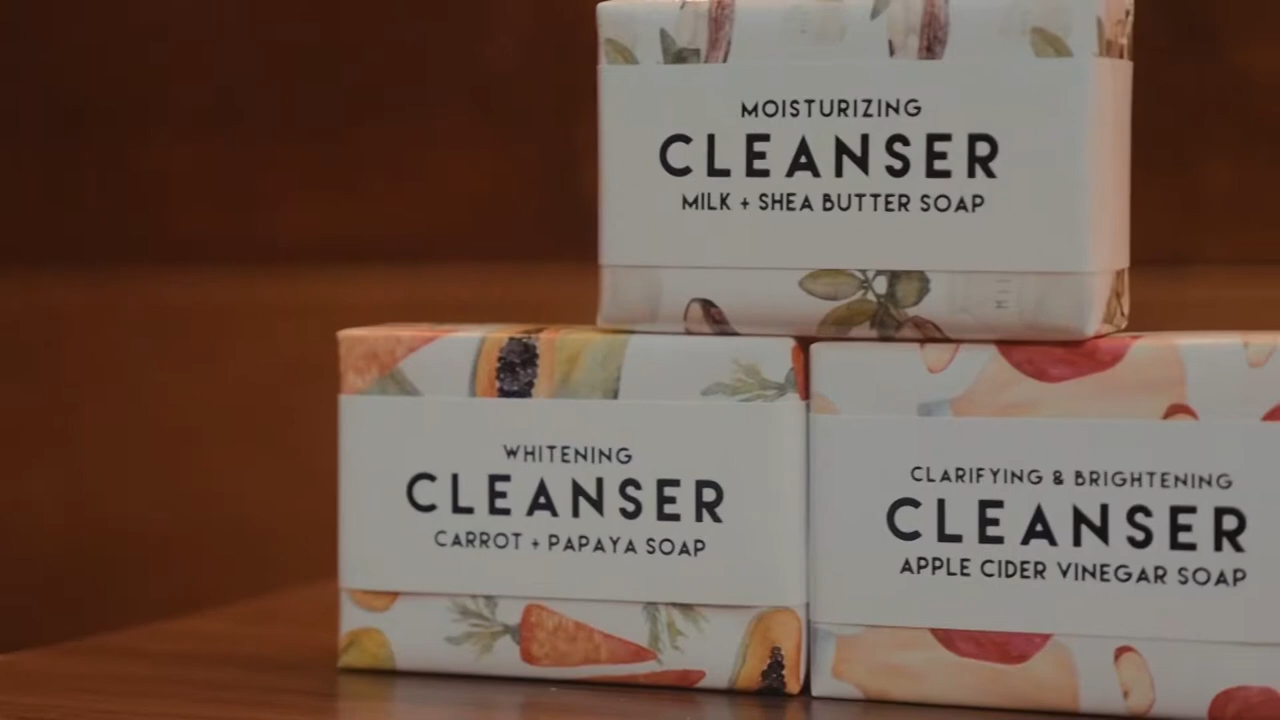 MOISTURIZING
CLEANSER
MILK + SHEA BUTTER SOAP
WHITENING
CLEANSER
CARROT + PAPAYA SOAP
CLARIFYING & BRIGHTENING
CLEANSER
APPLE CIDER VINEGAR SOAP